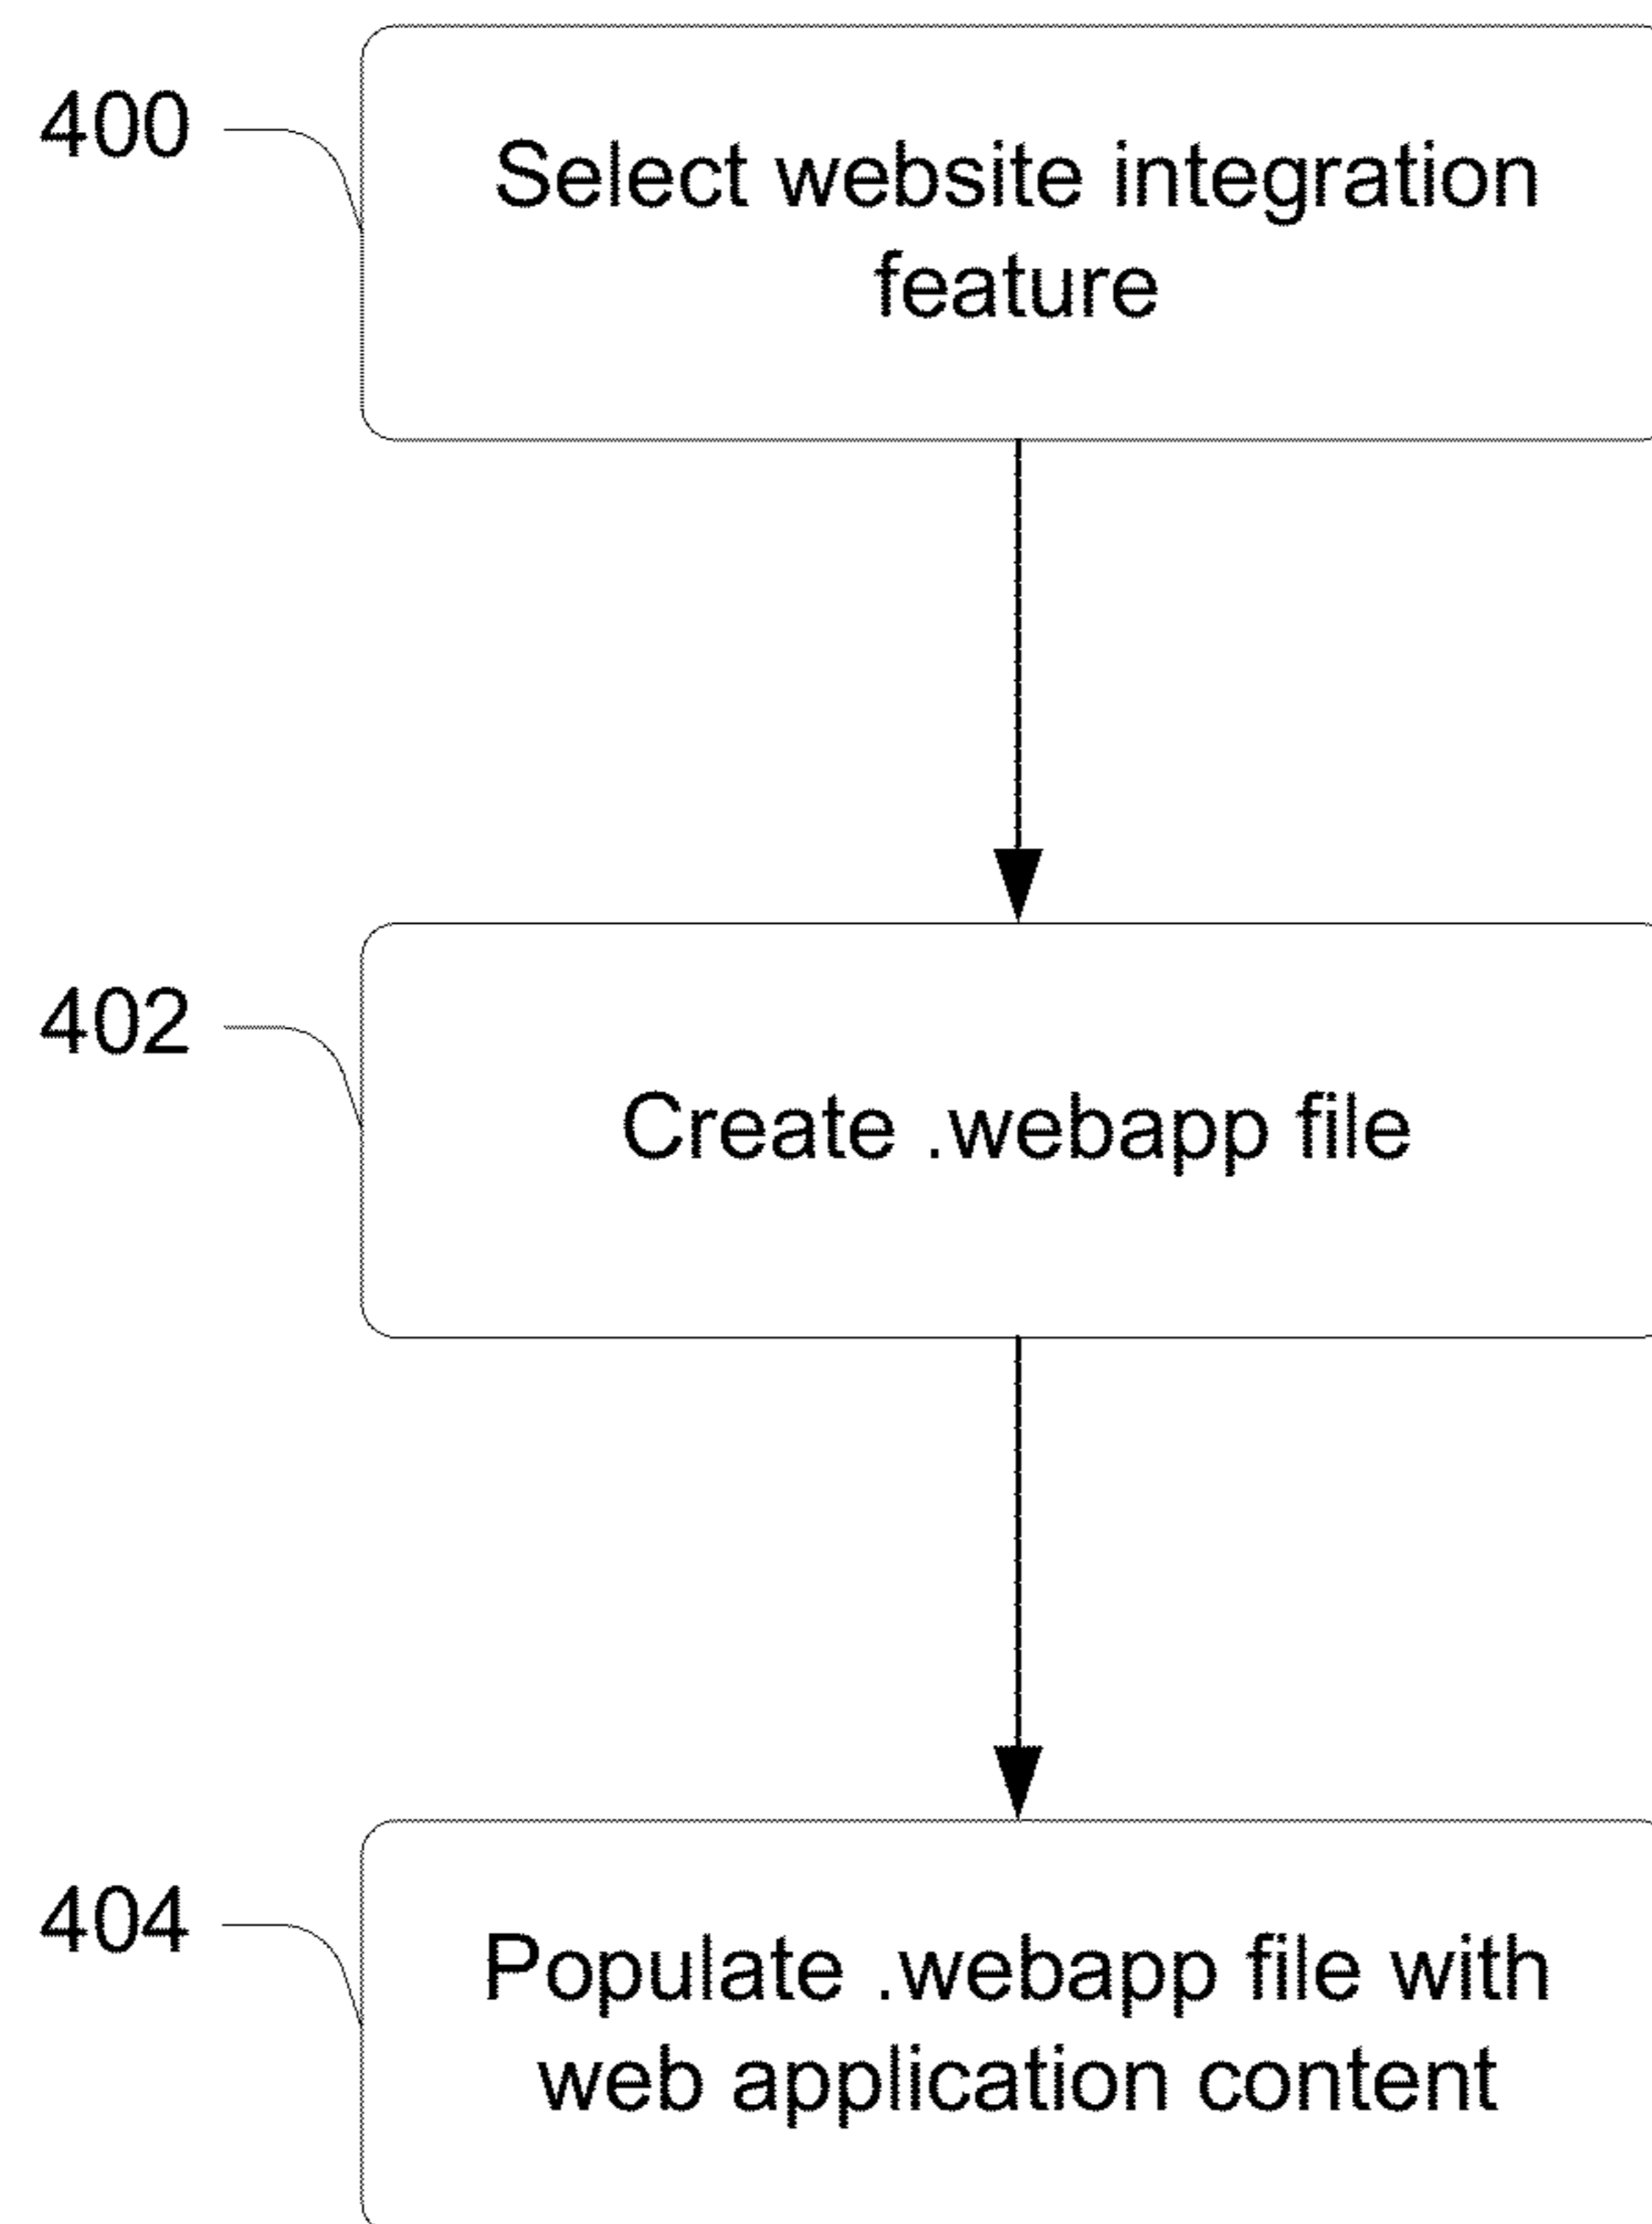 400
Select website integration
feature
402
Create .webapp file
404
Populate .webapp file with
web application content